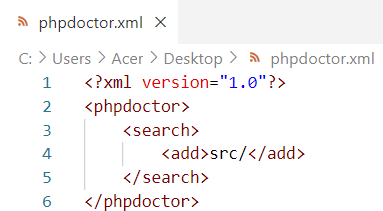 phpdoctor.xml ×
C: > Users > Acer > Desktop > phpdoctor.xml
1 <?xml version="1.0"?>
2 <phpdoctor>
3     <search>
4         <add>src/</add>
5     </search>
6 </phpdoctor>